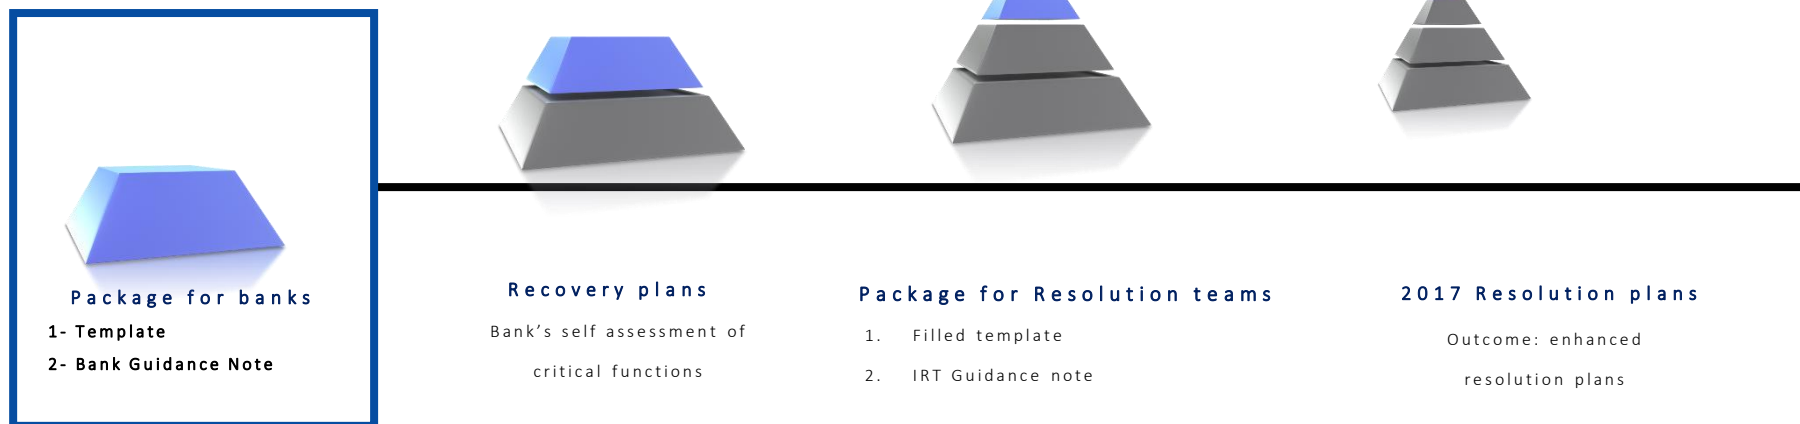 Package for banks
1- Template
2- Bank Guidance Note
Recovery plans
Bank’s self assessment of
critical functions
Package for Resolution teams
1. Filled template
2. IRT Guidance note
2017 Resolution plans
Outcome: enhanced
resolution plans